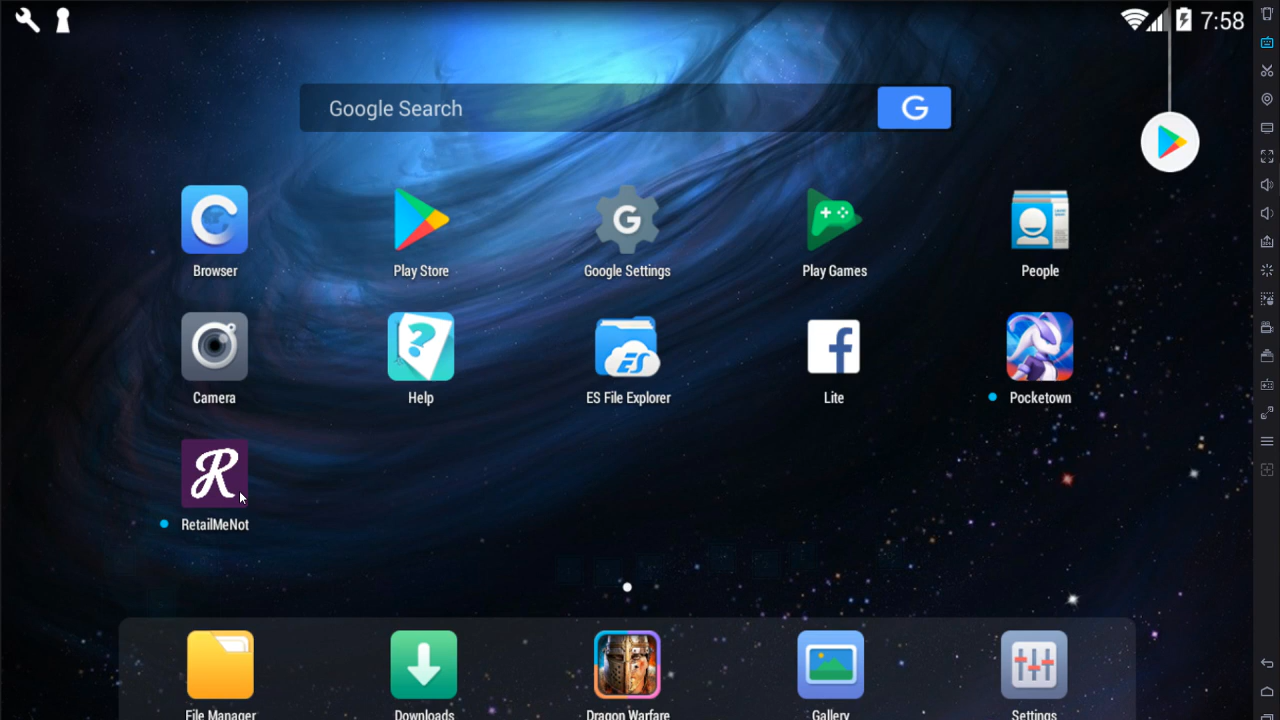 7:58
Google Search
Browser
Play Store
Google Settings
Play Games
People
Camera
Help
ES File Explorer
Lite
Pocketown
RetailMeNot
File Manager
Downloads
Dragon Warfare
Gallery
Settings